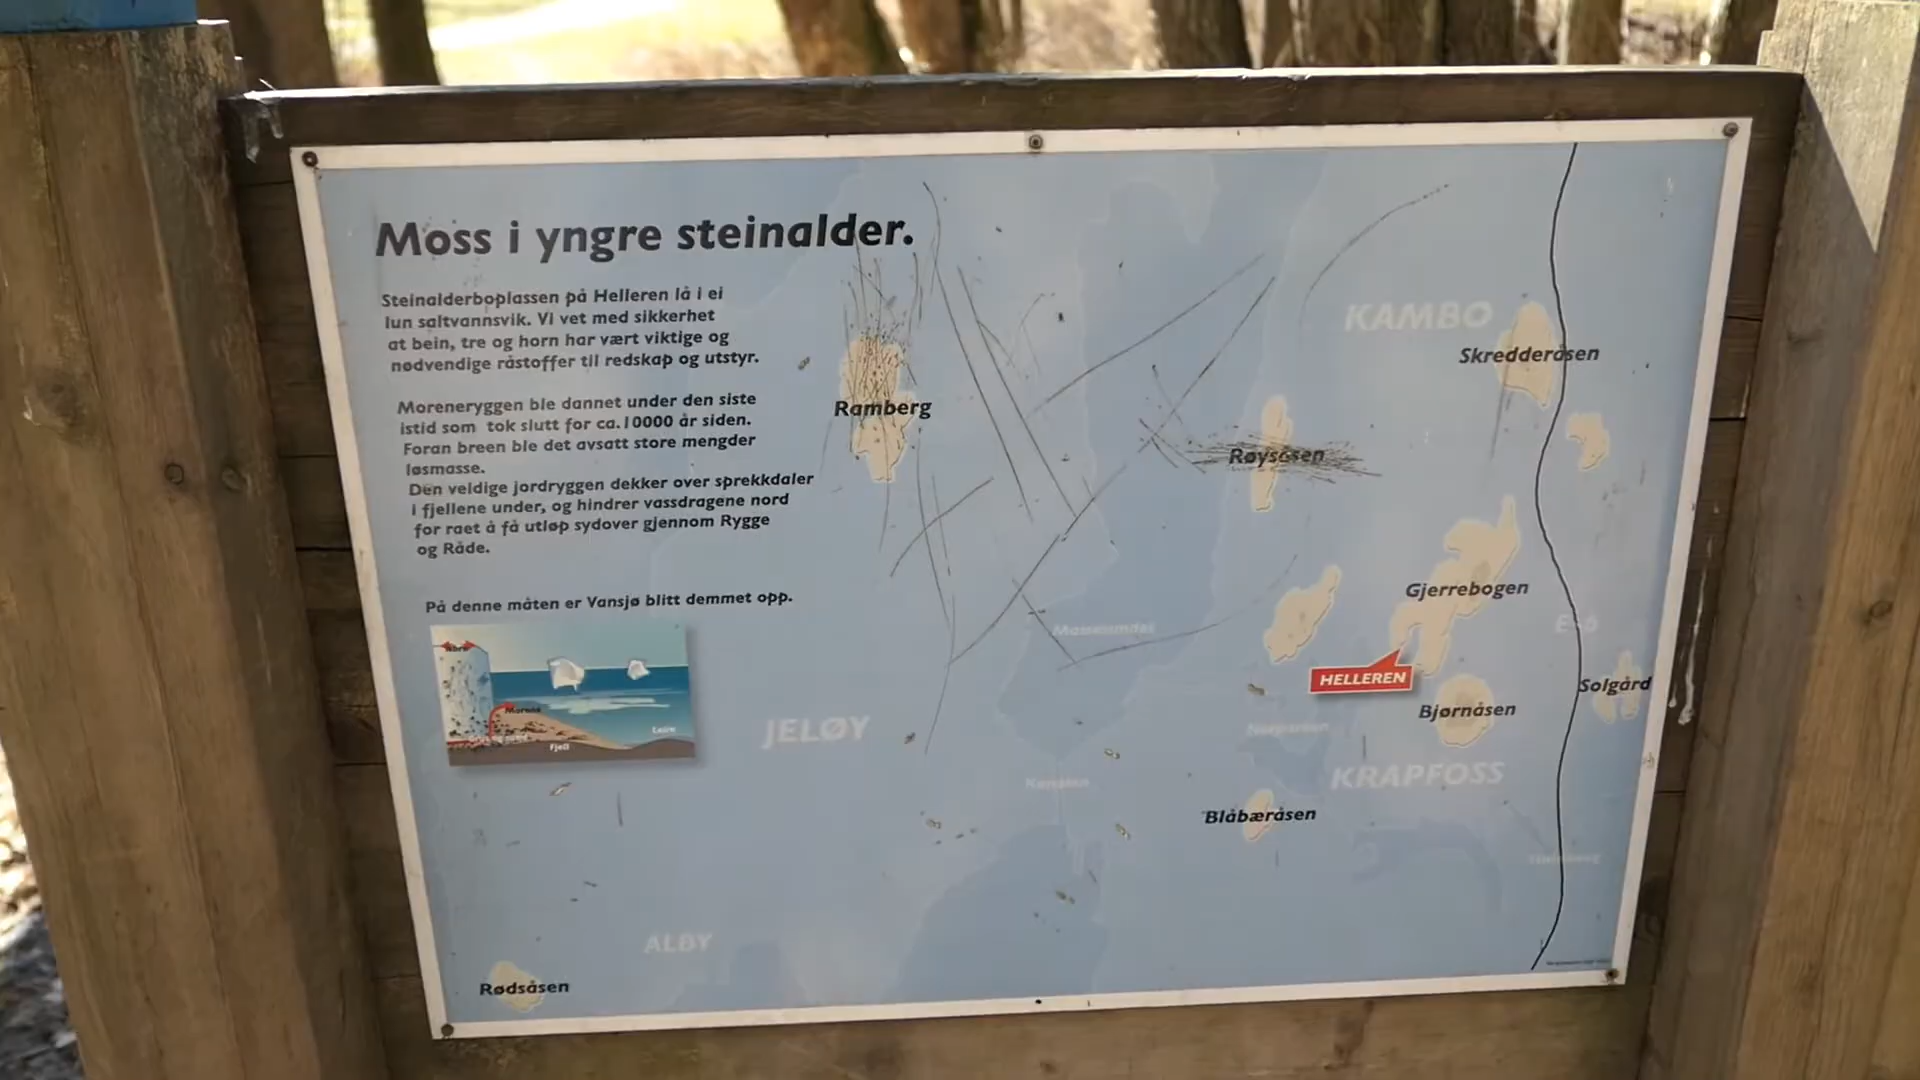 Moss i yngre steinalder.
Steinalderboplassen på Helleren lå i ei
lun saltvannsvik. Vi vet med sikkerhet
at bein, tre og horn har vært viktige og
nødvendige råstoffer til redskap og utstyr.
Moreneryggen ble dannet under den siste
istid som tok slutt for ca.10000 år siden.
Foran breen ble det avsatt store mengder
løsmasse.
Den veldige jordryggen dekker over sprekkdaler
i fjellene under, og hindrer vassdragene nord
for raet å få utløp sydover gjennom Rygge
og Råde.
På denne måten er Vansjø blitt demmet opp.
Morene
Fjell
Leire
KAMBO
Skredderåsen
Ramberg
Røysåsen
Gjerrebogen
E-6
HELLEREN
Solgård
Bjørnåsen
JELØY
KRAPFOSS
Kanalen
Blåbæråsen
ALBY
Rødsåsen